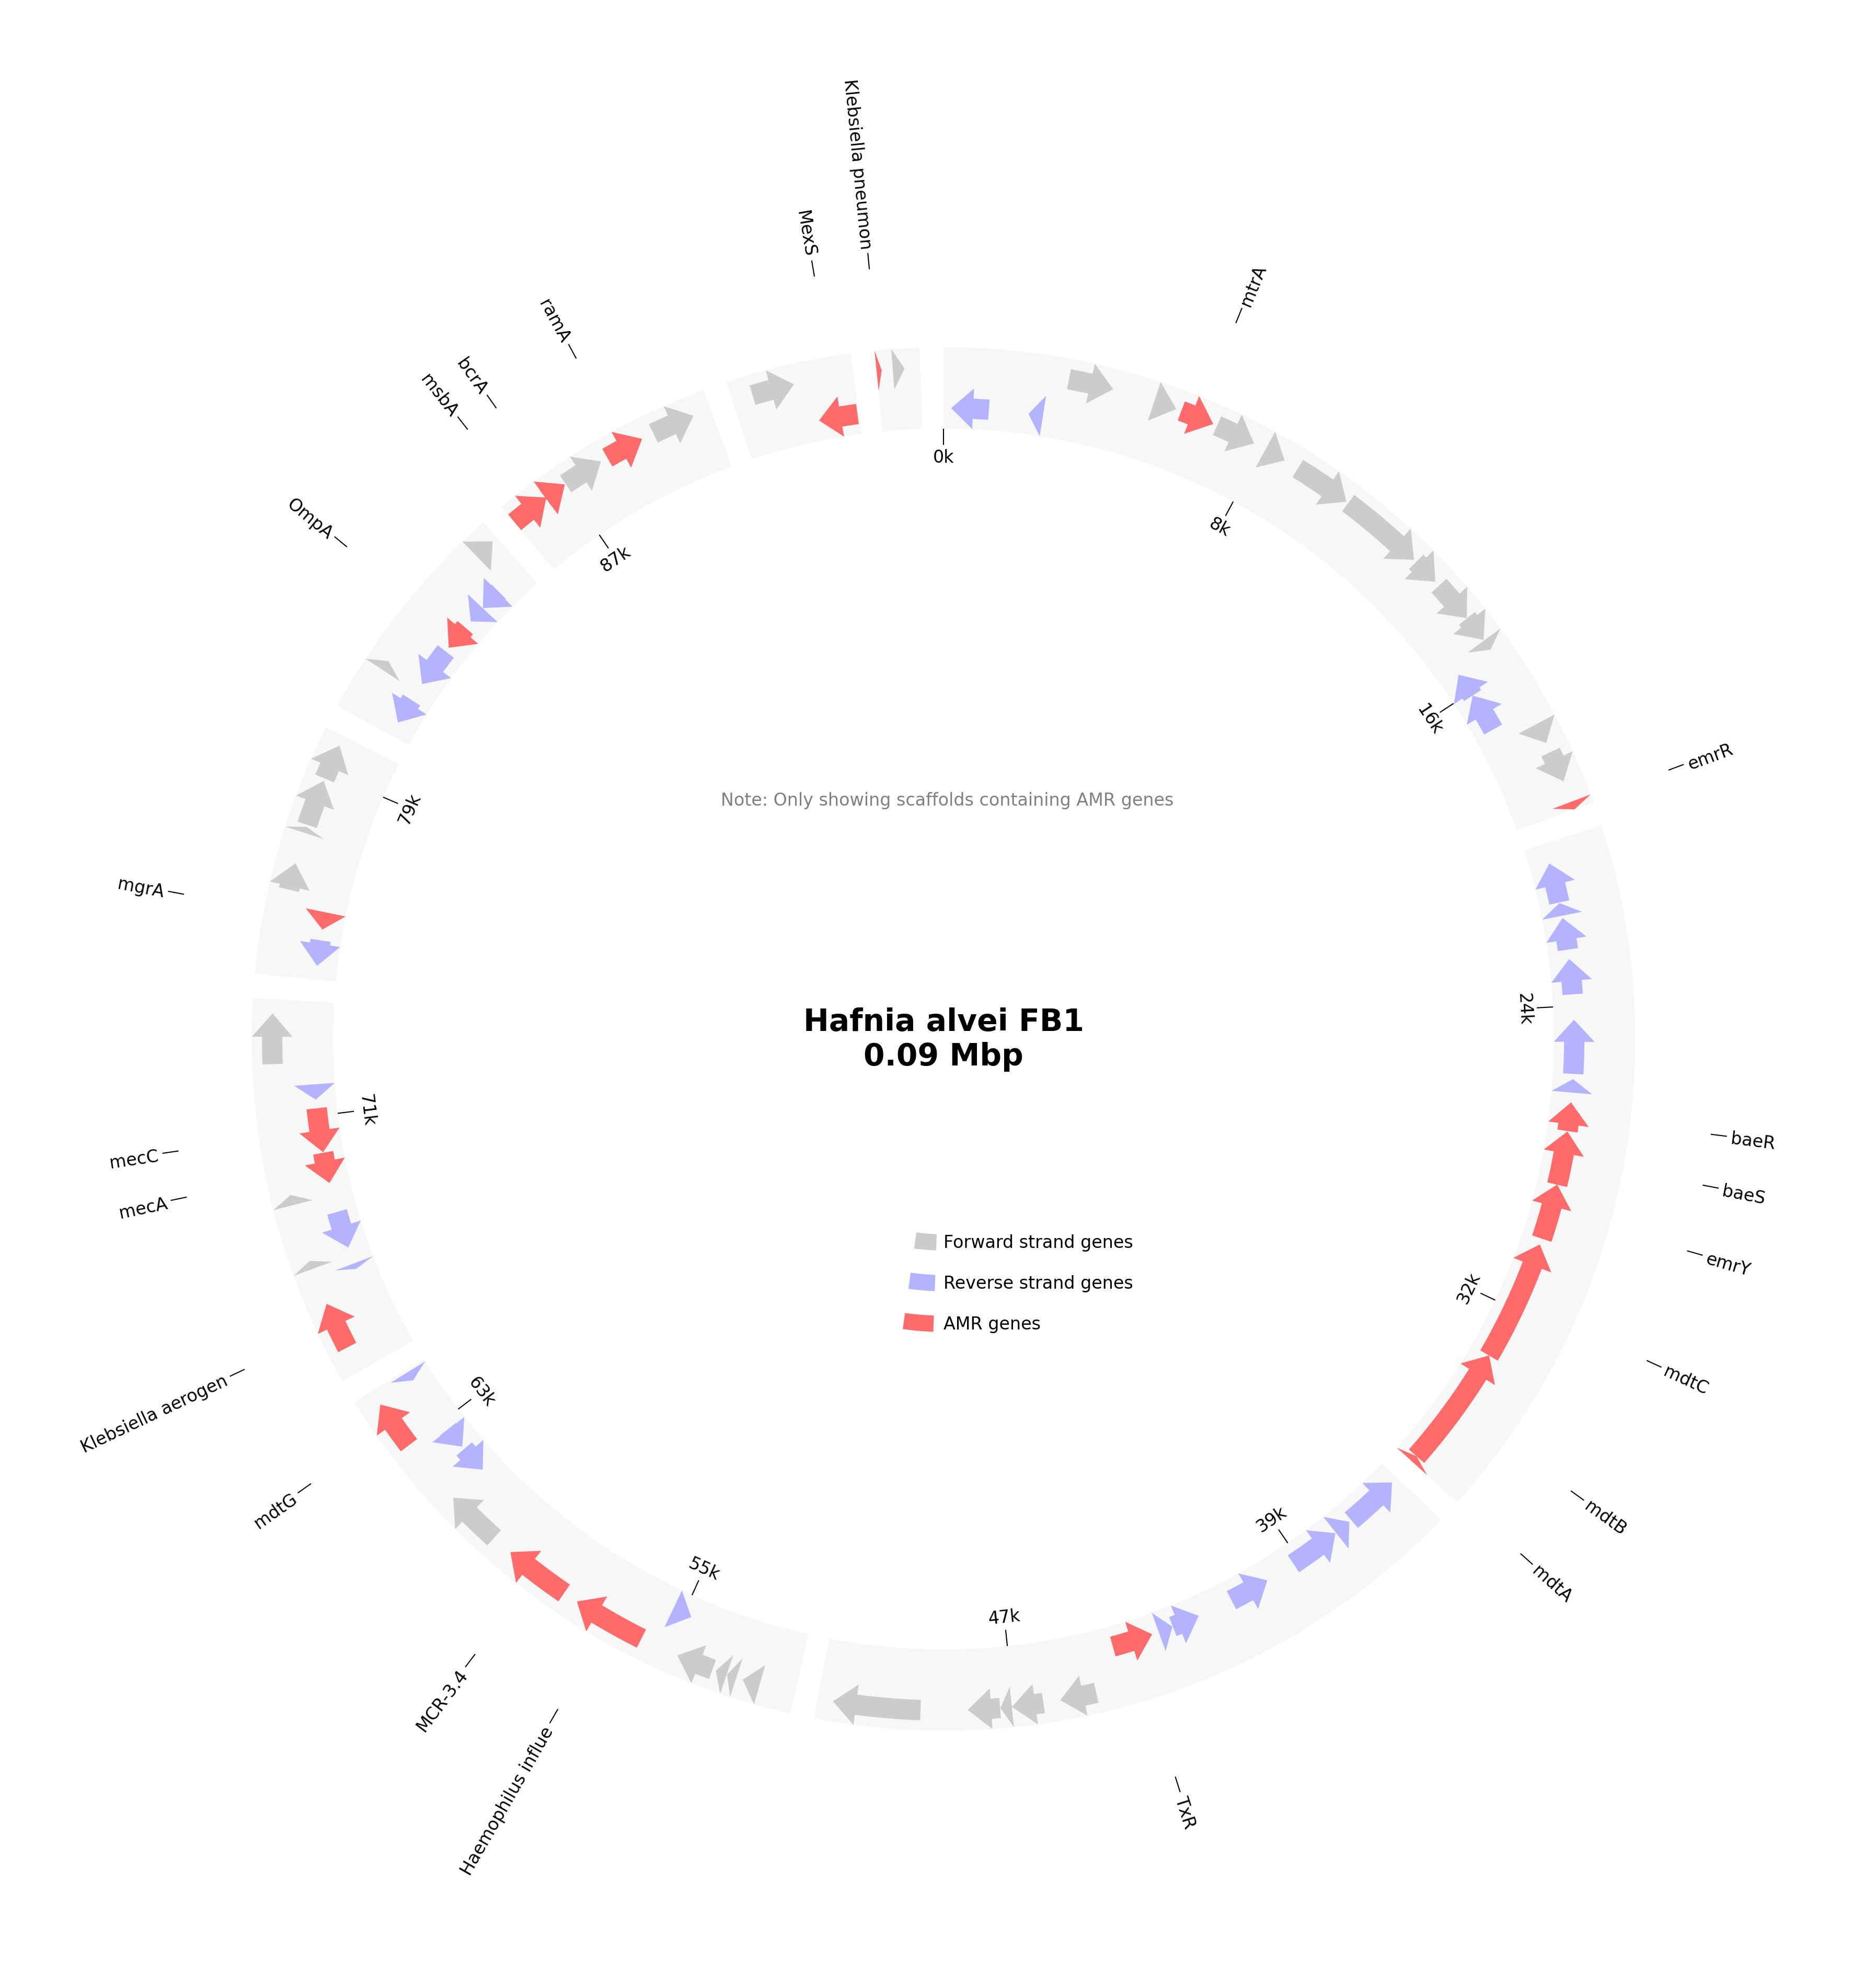 Klebsiella pneumon
MexS
mtrA
ramA
bcrA
msbA
OmpA
0k
8k
87k
16k
emrR
79k
Note: Only showing scaffolds containing AMR genes
mgrA
24k
Hafnia alvei FB1
0.09 Mbp
71k
baeR
mecC
baeS
mecA
Forward strand genes
emrY
Reverse strand genes
32k
AMR genes
mdtC
63k
Klebsiella aerogen
mdtG
39k
mdtB
55k
mdtA
47k
MCR-3.4
Haemophilus influe
TxR